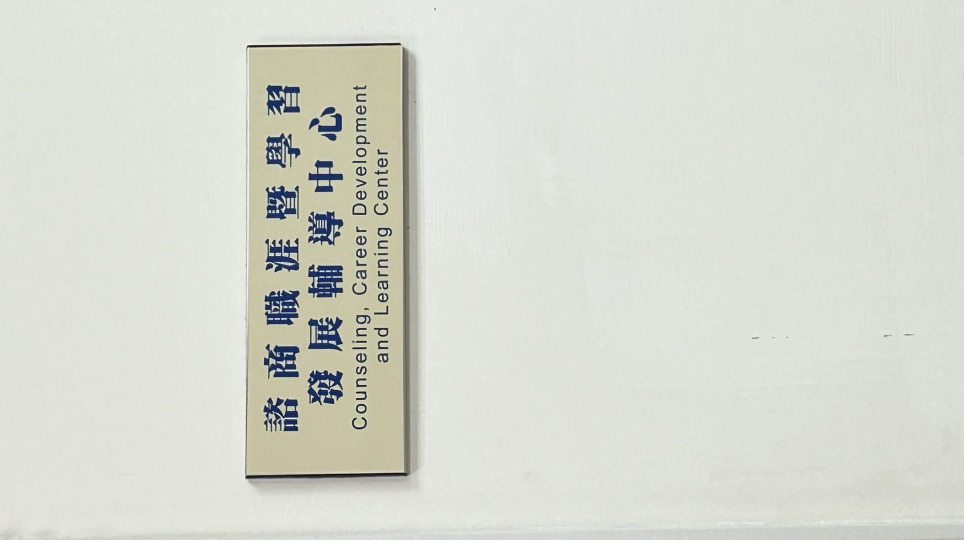 諮商職涯暨學習
發展輔導中心
Counseling, Career Development
and Learning Center